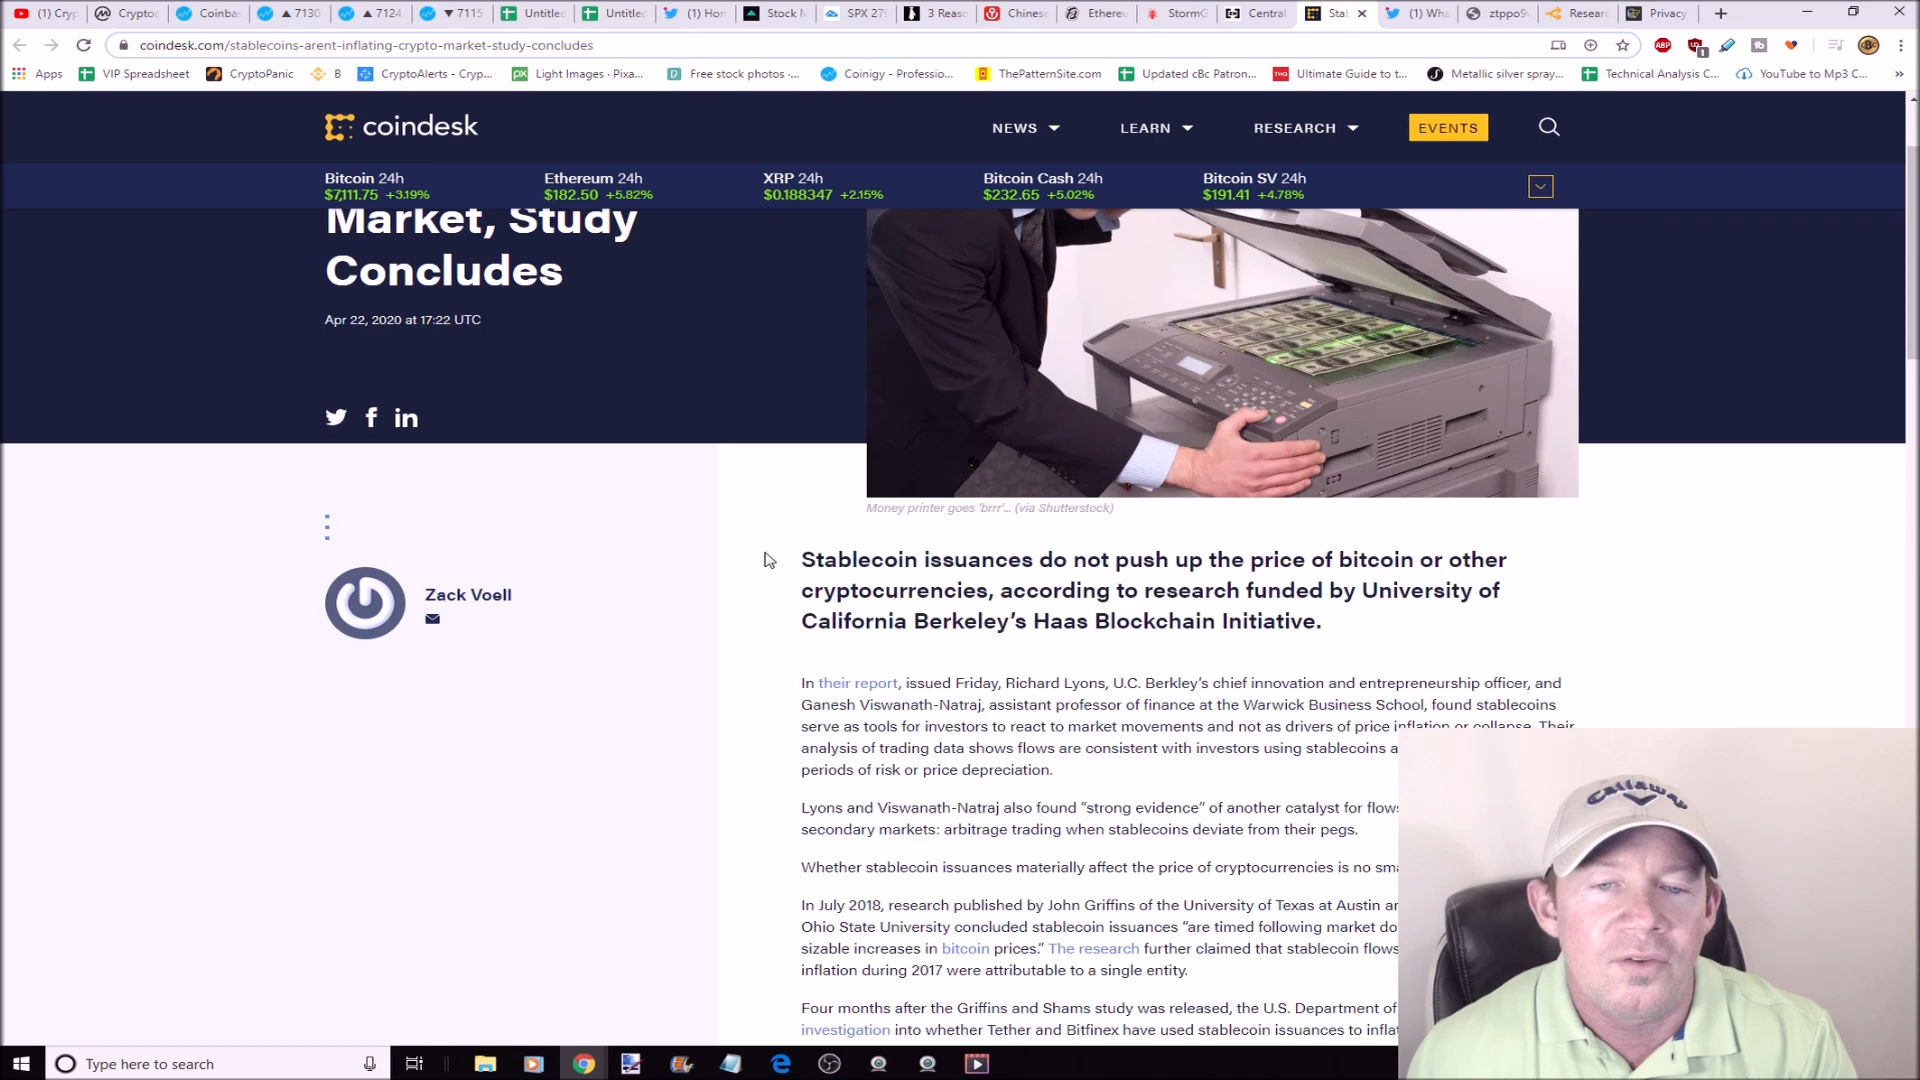 (1) Cryp
Cryptoc
Coinba
▲ 7130
▲ 7124
▼ 7115
Untitle
Untitle
(1) Hon
Stock M
SPX 279
3 Reaso
Chinese
Ethereu
StormG
Central
Stal
(1) Wha
ztppo9
Researc
Privacy
coindesk.com/stablecoins-arent-inflating-crypto-market-study-concludes
ABP
1
Apps
VIP Spreadsheet
CryptoPanic
B
CryptoAlerts - Cryp...
Light Images · Pixa...
Free stock photos ·...
Coinigy - Professio...
ThePatternSite.com
Updated cBc Patron...
Ultimate Guide to t...
Metallic silver spray...
Technical Analysis C...
YouTube to Mp3 C...
»
coindesk
NEWS
LEARN
RESEARCH
EVENTS
Bitcoin 24h
$7,111.75 +3.19%
Ethereum 24h
$182.50 +5.82%
XRP 24h
$0.188347 +2.15%
Bitcoin Cash 24h
$232.65 +5.02%
Bitcoin SV 24h
$191.41 +4.78%
Market, Study
Concludes
Apr 22, 2020 at 17:22 UTC
Money printer goes 'brrr'... (via Shutterstock)
Zack Voell
Stablecoin issuances do not push up the price of bitcoin or other
cryptocurrencies, according to research funded by University of
California Berkeley's Haas Blockchain Initiative.
In their report, issued Friday, Richard Lyons, U.C. Berkley's chief innovation and entrepreneurship officer, and
Ganesh Viswanath-Natraj, assistant professor of finance at the Warwick Business School, found stablecoins
serve as tools for investors to react to market movements and not as drivers of price inflation or collapse. Their
analysis of trading data shows flows are consistent with investors using stablecoins a
periods of risk or price depreciation.
Lyons and Viswanath-Natraj also found "strong evidence" of another catalyst for flows
secondary markets: arbitrage trading when stablecoins deviate from their pegs.
Whether stablecoin issuances materially affect the price of cryptocurrencies is no sma
In July 2018, research published by John Griffins of the University of Texas at Austin an
Ohio State University concluded stablecoin issuances "are timed following market do
sizable increases in bitcoin prices." The research further claimed that stablecoin flows
inflation during 2017 were attributable to a single entity.
Four months after the Griffins and Shams study was released, the U.S. Department of
investigation into whether Tether and Bitfinex have used stablecoin issuances to infla
Callaway
Type here to search